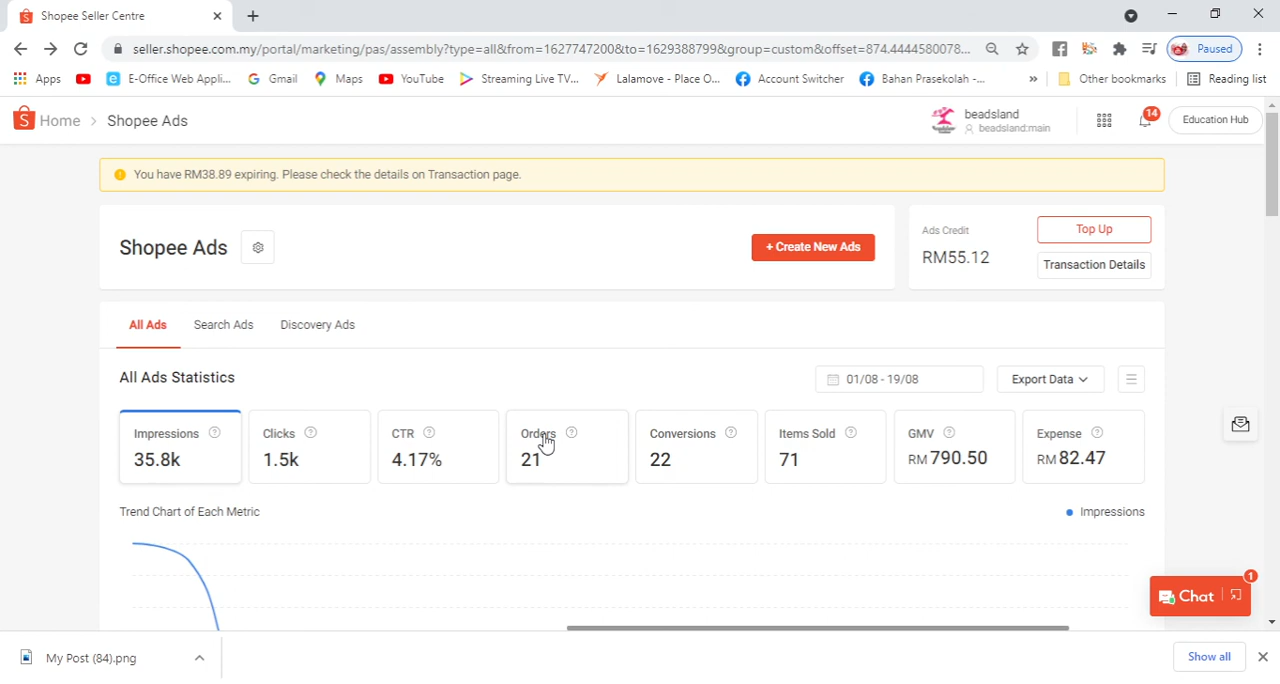 Shopee Seller Centre
seller.shopee.com.my/portal/marketing/pas/assembly?type=all&from=1627747200&to=1629388799&group=custom&offset=874.4444580078...
Paused
Apps
E-Office Web Appli...
Gmail
Maps
YouTube
Streaming Live TV...
Lalamove - Place O...
Account Switcher
Bahan Prasekolah -...
»
Other bookmarks
Reading list
Home > Shopee Ads
beadsland
beadsland:main
14
Education Hub
You have RM38.89 expiring. Please check the details on Transaction page.
Shopee Ads
+ Create New Ads
Ads Credit
RM55.12
Top Up
Transaction Details
All Ads
Search Ads
Discovery Ads
All Ads Statistics
01/08 - 19/08
Export Data
Impressions
35.8k
Clicks
1.5k
CTR
4.17%
Orders
21
Conversions
22
Items Sold
71
GMV
RM 790.50
Expense
RM 82.47
Trend Chart of Each Metric
Impressions
Chat
1
My Post (84).png
Show all